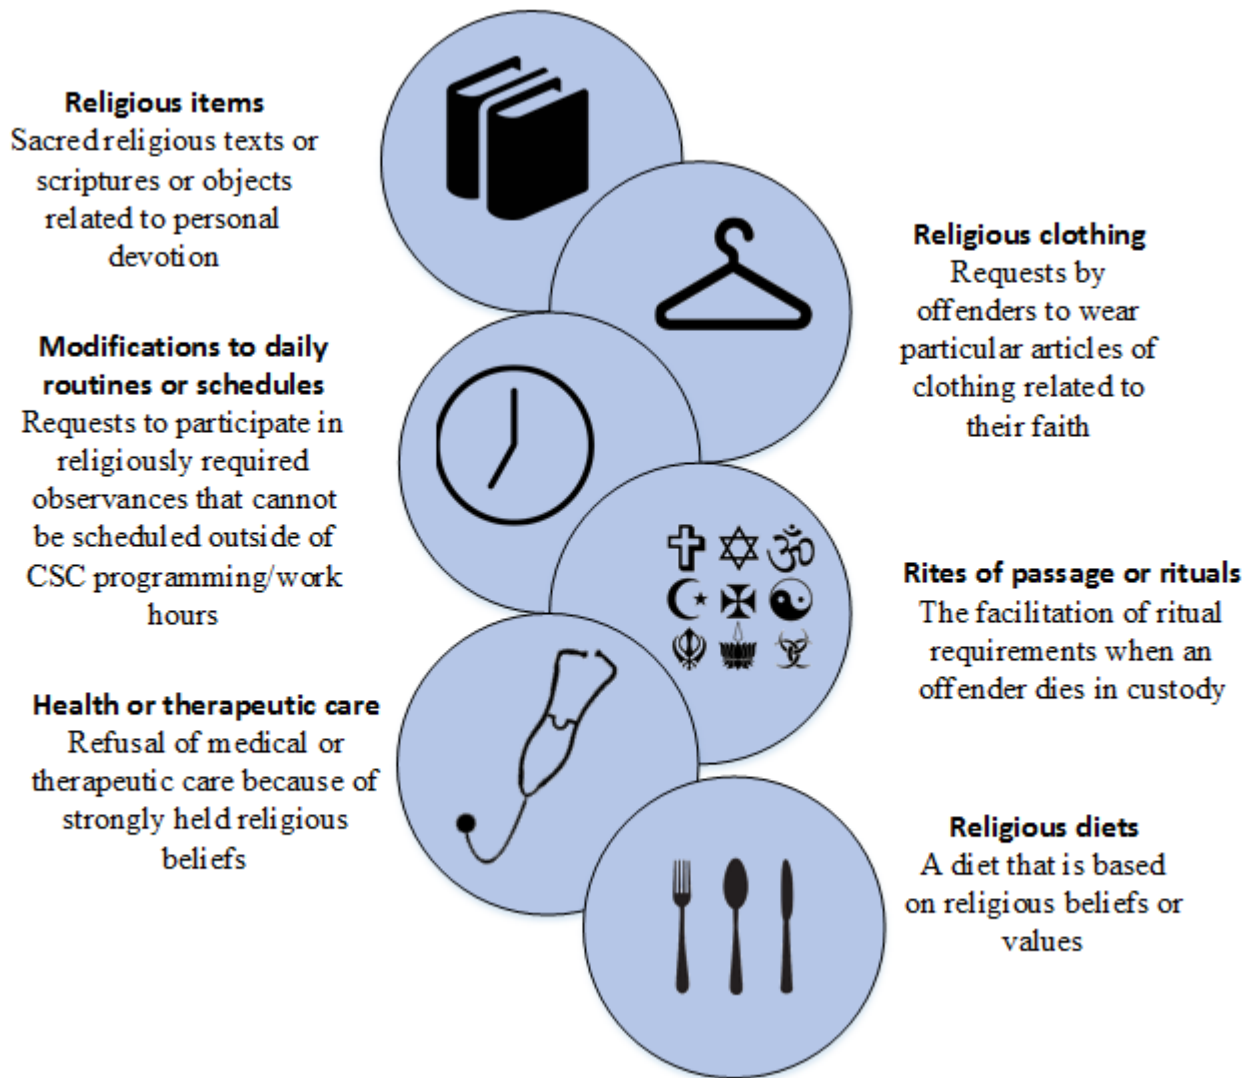 Religious items
Sacred religious texts or
scriptures or objects
related to personal
devotion
Religious clothing
Requests by
offenders to wear
particular articles of
clothing related to
their faith
Modifications to daily
routines or schedules
Requests to participate in
religiously required
observances that cannot
be scheduled outside of
CSC programming/work
hours
Rites of passage or rituals
The facilitation of ritual
requirements when an
offender dies in custody
Health or therapeutic care
Refusal of medical or
therapeutic care because of
strongly held religious
beliefs
Religious diets
A diet that is based
on religious beliefs or
values